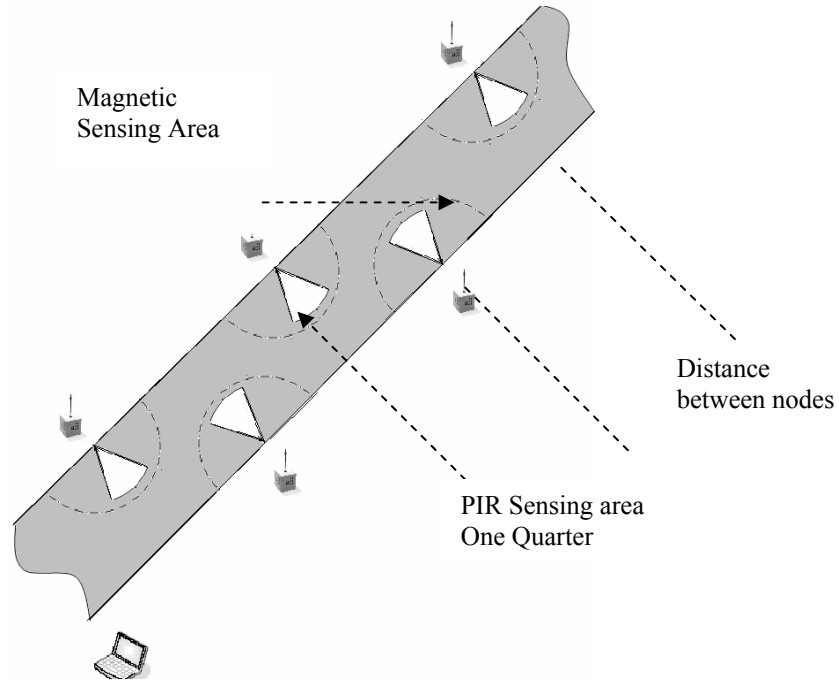 Magnetic
Sensing Area
Distance
between nodes
PIR Sensing area
One Quarter